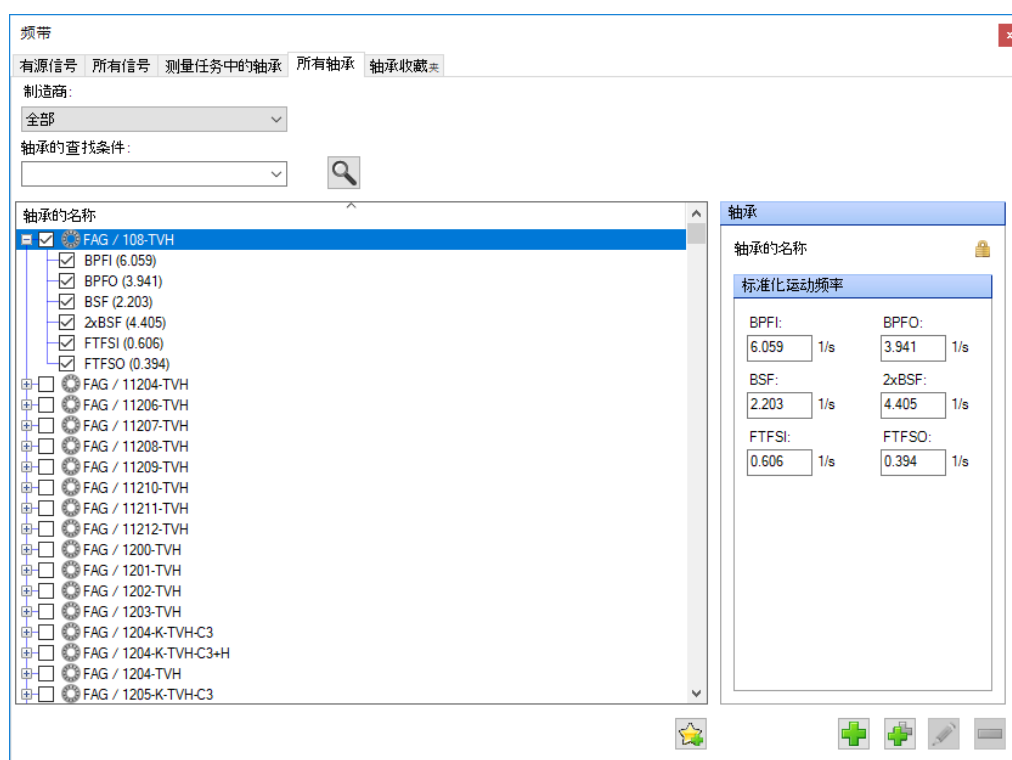 频带
有源信号 所有信号 测量任务中的轴承 所有轴承 轴承收藏夹
制造商:
全部
轴承的查找条件:
轴承的名称
FAG / 108-TVH
BPFI (6.059)
BPFO (3.941)
BSF (2.203)
2xBSF (4.405)
FTFSI (0.606)
FTFSO (0.394)
FAG / 11204-TVH
FAG / 11206-TVH
FAG / 11207-TVH
FAG / 11208-TVH
FAG / 11209-TVH
FAG / 11210-TVH
FAG / 11211-TVH
FAG / 11212-TVH
FAG / 1200-TVH
FAG / 1201-TVH
FAG / 1202-TVH
FAG / 1203-TVH
FAG / 1204-K-TVH-C3
FAG / 1204-K-TVH-C3+H
FAG / 1204-TVH
FAG / 1205-K-TVH-C3
轴承
轴承的名称
标准化运动频率
BPFI: BPFO:
6.059 1/s 3.941 1/s
BSF: 2xBSF:
2.203 1/s 4.405 1/s
FTFSI: FTFSO:
0.606 1/s 0.394 1/s